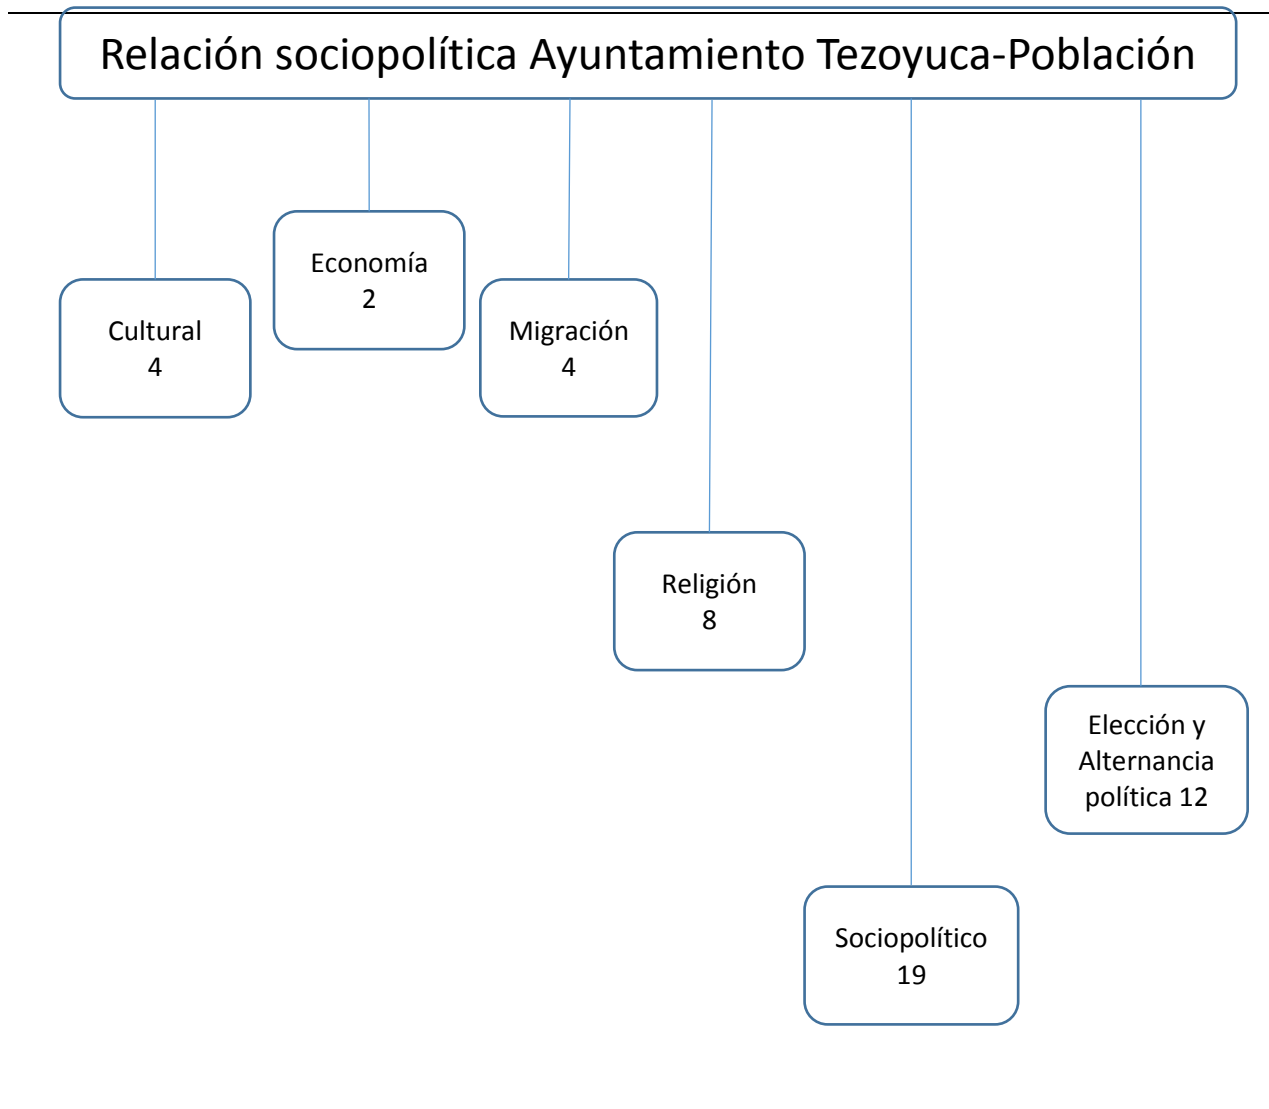 Relación sociopolítica Ayuntamiento Tezoyuca-Población
Cultural
4
Economía
2
Migración
4
Religión
8
Sociopolítico
19
Elección y
Alternancia
política 12